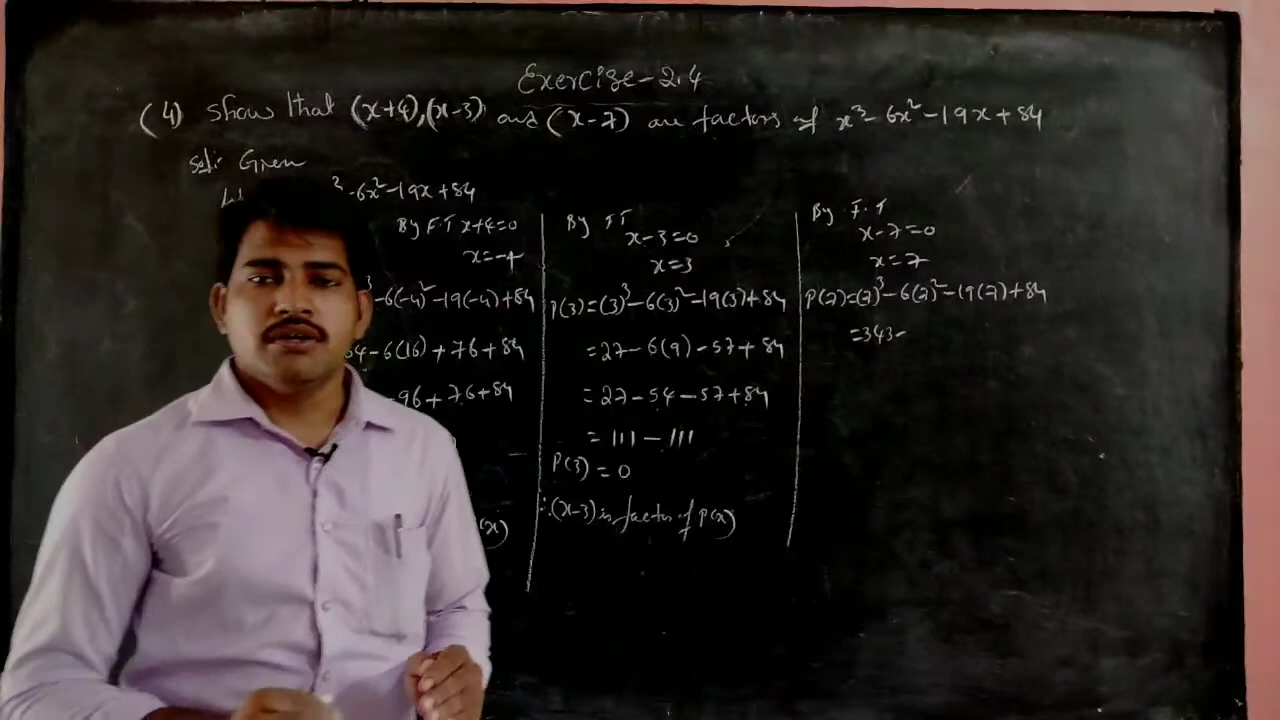 Exercise-2.4
(4) Show that (x+4),(x-3) and (x-7) are factors of x³-6x²-19x+84
Sol:- Given
-6x²-19x+84
By F.T x+4=0
x=-4
-6(-4)²-19(-4)+84
64-6(16)+76+84
-96+76+84
(x)
By F.T
x-3=0
x=3
P(3)=(3)³-6(3)²-19(3)+84
=27-6(9)-57+84
=27-54-57+84
=111-111
P(3)=0
∴(x-3) is factor of P(x)
By F.T
x-7=0
x=7
P(7)=(7)³-6(7)²-19(7)+84
=343-